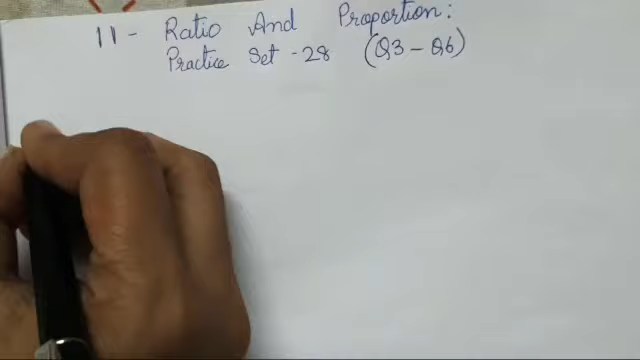 11 - Ratio And Proportion:
Practice Set - 28 (Q3 - Q6)